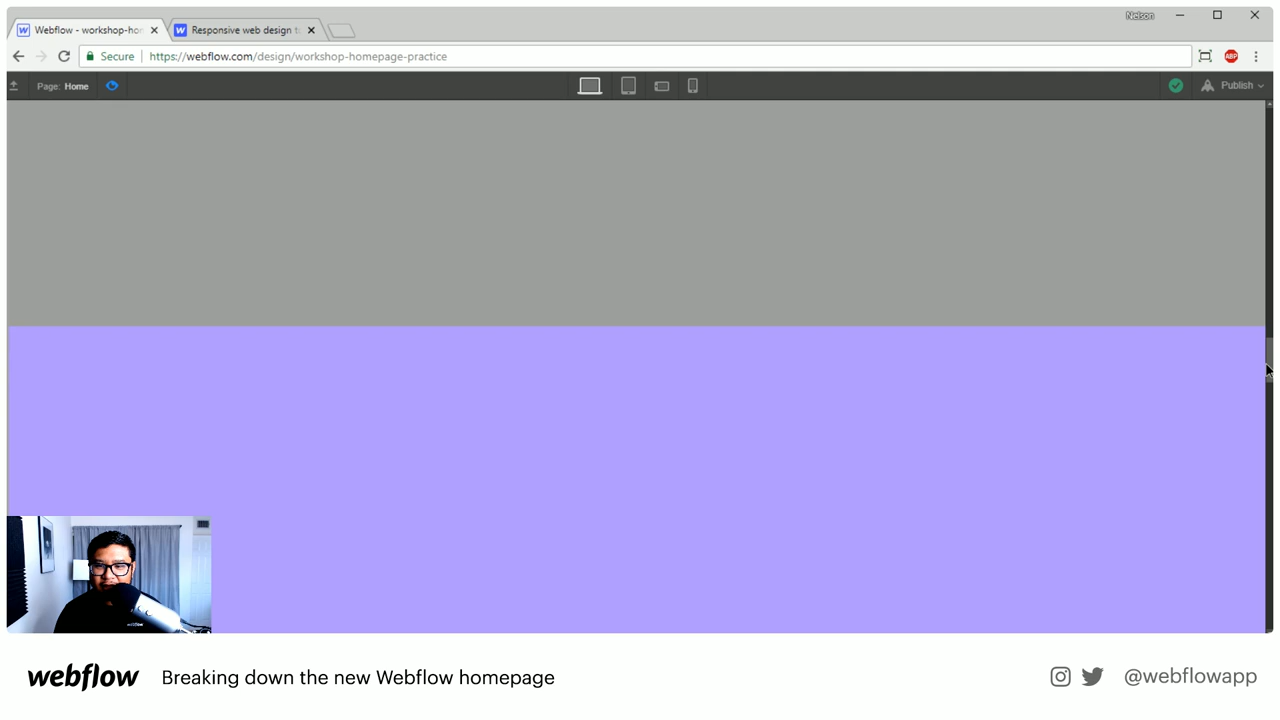 Nelson
Webflow - workshop-hor
Responsive web design t
Secure
https://webflow.com/design/workshop-homepage-practice
ABP
Page: Home
Publish
webflow
Breaking down the new Webflow homepage
@webflowapp